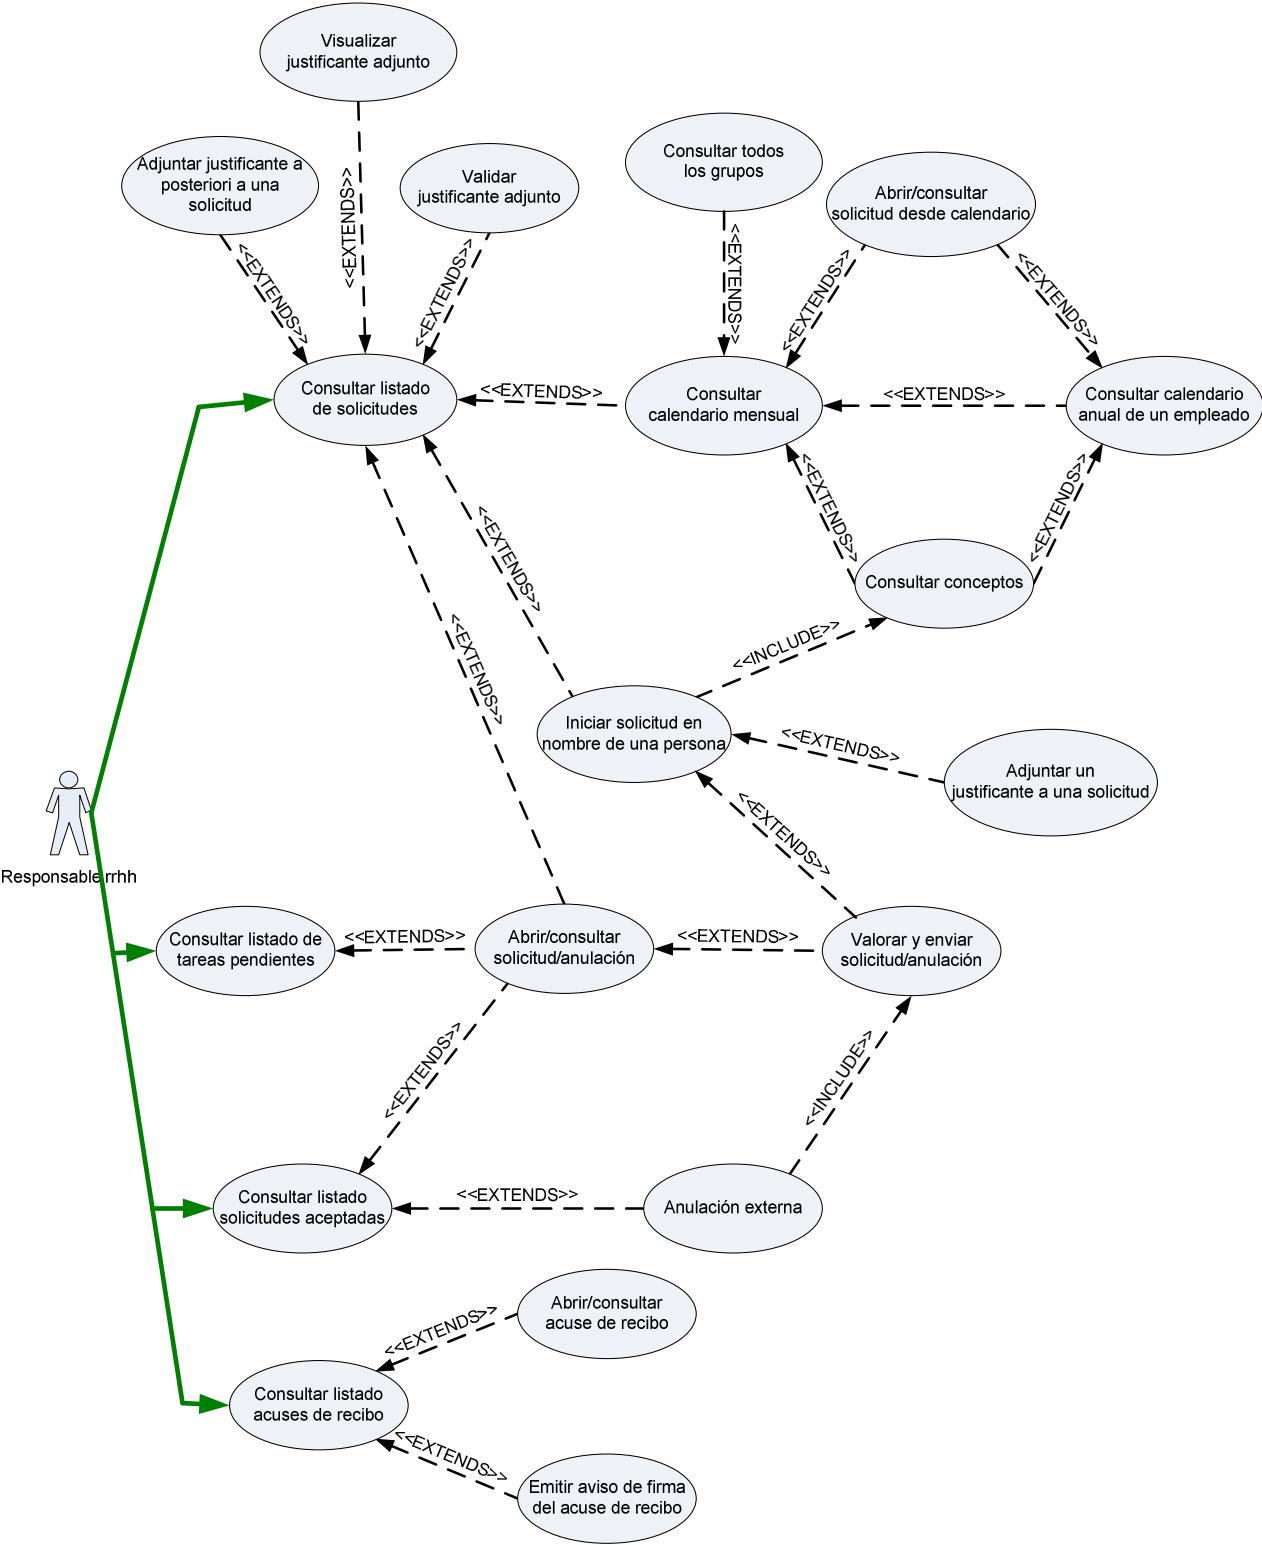 Visualizar
justificante adjunto
Adjuntar justificante a
posteriori a una
solicitud
<<EXTENDS>>
Validar
justificante adjunto
Consultar todos
los grupos
Abrir/consultar
solicitud desde calendario
<<EXTENDS>>
<<EXTENDS>>
<<EXTENDS>>
<<EXTENDS>>
<<EXTENDS>>
Consultar listado
de solicitudes
<<EXTENDS>>
Consultar
calendario mensual
<<EXTENDS>>
Consultar calendario
anual de un empleado
<<EXTENDS>>
<<EXTENDS>>
<<EXTENDS>>
Consultar conceptos
<<EXTENDS>>
<<INCLUDE>>
Iniciar solicitud en
nombre de una persona
<<EXTENDS>>
Adjuntar un
justificante a una solicitud
<<EXTENDS>>
Responsable rrhh
Consultar listado de
tareas pendientes
<<EXTENDS>>
Abrir/consultar
solicitud/anulación
<<EXTENDS>>
Valorar y enviar
solicitud/anulación
<<EXTENDS>>
<<INCLUDE>>
Consultar listado
solicitudes aceptadas
<<EXTENDS>>
Anulación externa
Abrir/consultar
acuse de recibo
<<EXTENDS>>
Consultar listado
acuses de recibo
<<EXTENDS>>
Emitir aviso de firma
del acuse de recibo